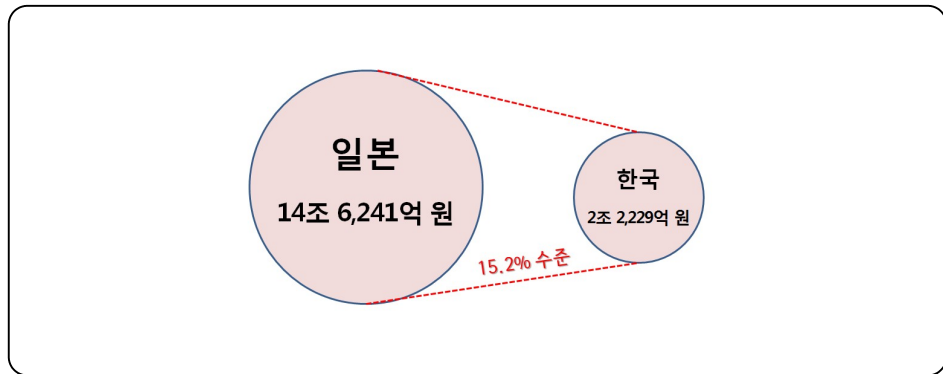 일본
14조 6,241억 원
한국
2조 2,229억 원
15.2% 수준